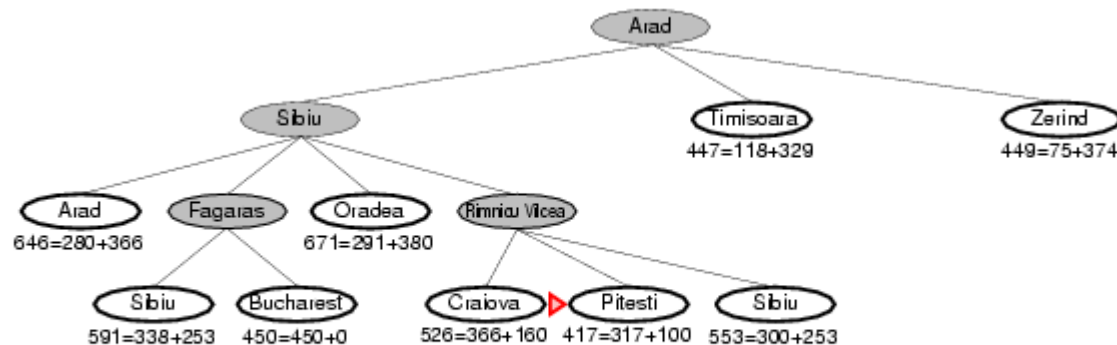 Arad
Sibiu
Timisoara
Zerind
447=118+329
449=75+374
Arad
Fagaras
Oradea
Rimnicu Vilcea
646=280+366
671=291+380
Sibiu
Bucharest
Craiova
Pitesti
Sibiu
591=338+253
450=450+0
526=366+160
417=317+100
553=300+253